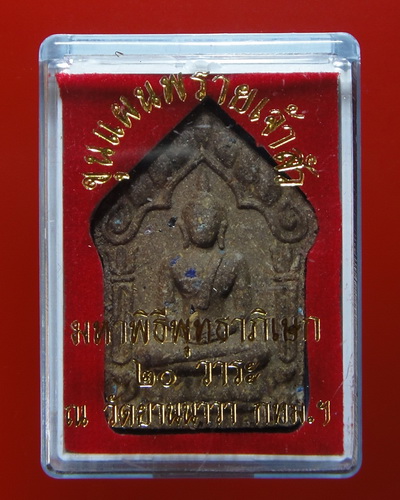 ขุนแผนพรายเจ้าสัว
มหาพิธีพุทธาภิเษก
๒๐ วาระ
ณ วัดยานนาวา กทม.ฯ